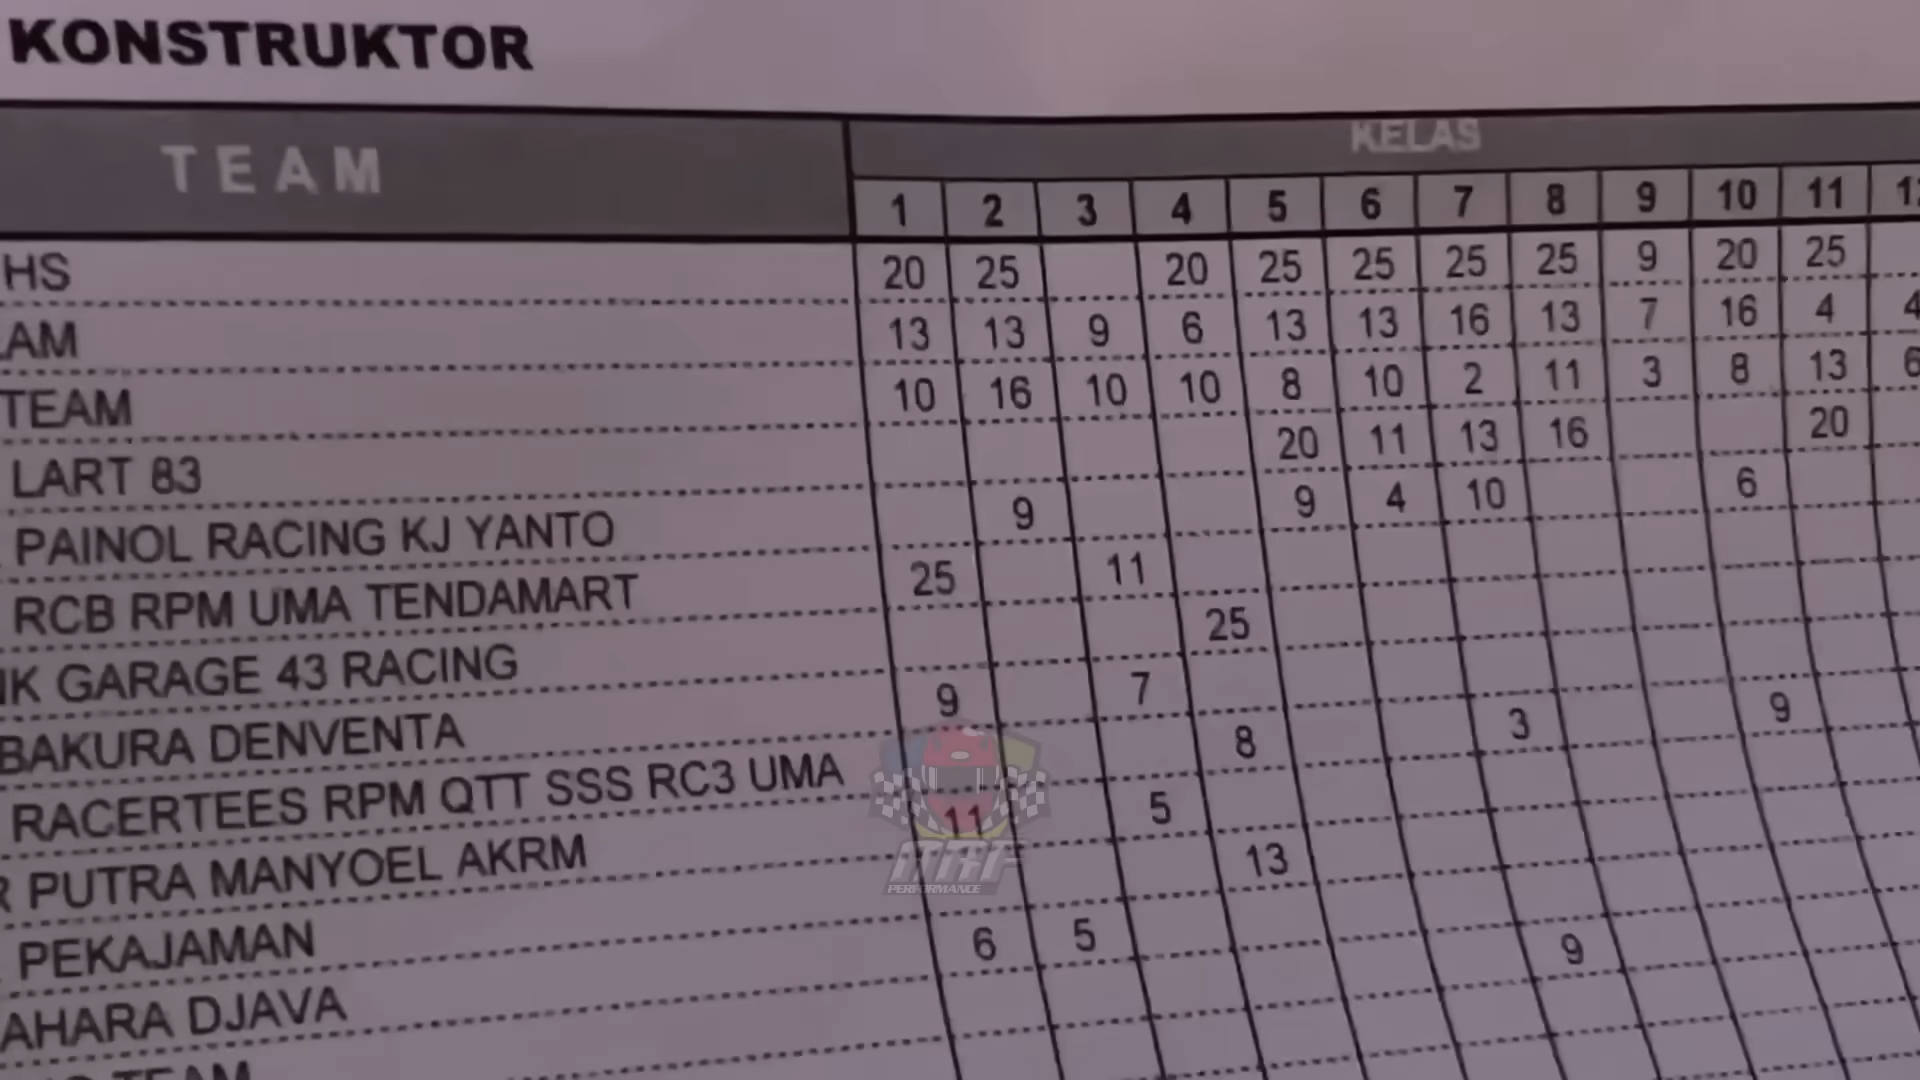 KONSTRUKTOR
TEAM KELAS
1 2 3 4 5 6 7 8 9 10 11
HS 20 25 20 25 25 25 25 9 20 25
13 13 9 6 13 13 16 13 7 16 4 4
TEAM 10 16 10 10 8 10 2 11 3 8 13 6
LART 83 20 11 13 16 20
PAINOL RACING KJ YANTO 9 9 4 10 6
RCB RPM UMA TENDAMART 25 11
GARAGE 43 RACING 25
BAKURA DENVENTA 9 7
RACERTEES RPM QTT SSS RC3 UMA 8 3 9
PUTRA MANYOEL AKRM 11 5
PEKAJAMAN 13
AHARA DJAVA 6 5 9
TEAM
MRF
PERFORMANCE